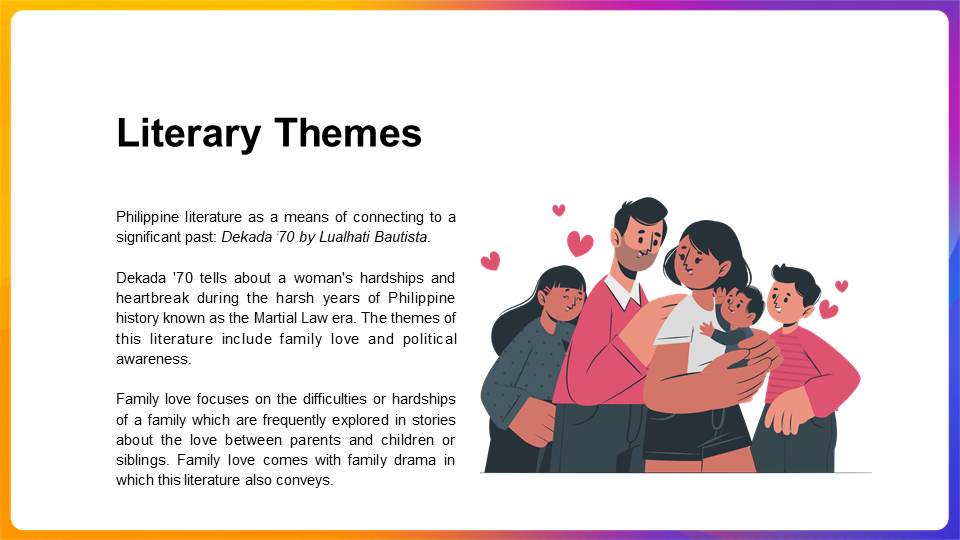 Literary Themes
Philippine literature as a means of connecting to a
significant past: Dekada ‘70 by Lualhati Bautista.
Dekada '70 tells about a woman's hardships and
heartbreak during the harsh years of Philippine
history known as the Martial Law era. The themes of
this literature include family love and political
awareness.
Family love focuses on the difficulties or hardships
of a family which are frequently explored in stories
about the love between parents and children or
siblings. Family love comes with family drama in
which this literature also conveys.